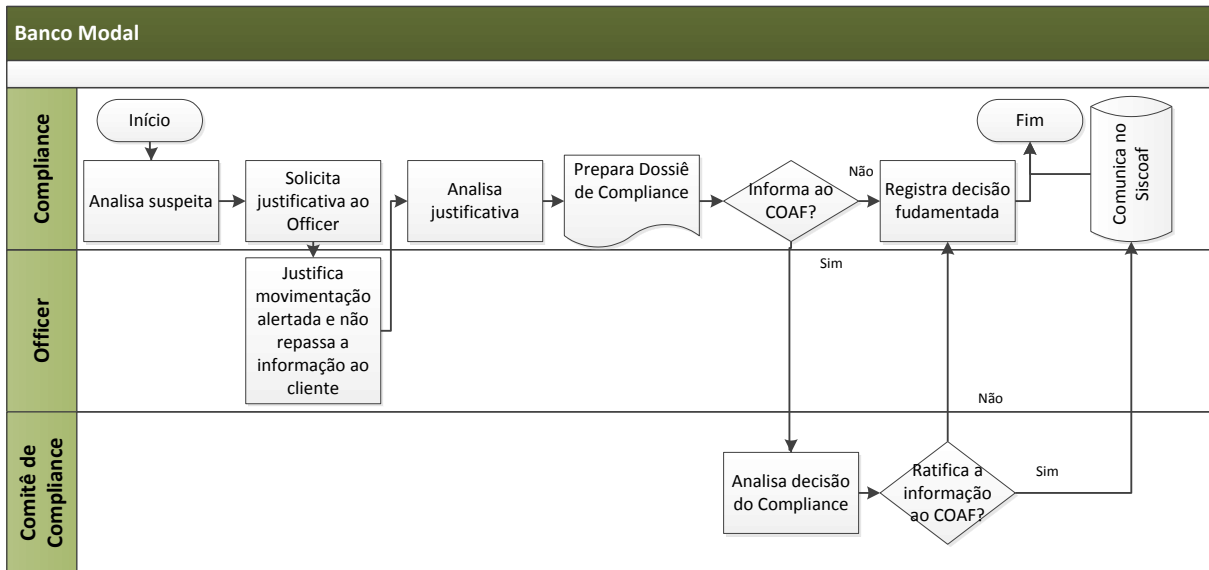 Banco Modal
Compliance
Início
Analisa suspeita
Solicita
justificativa ao
Officer
Analisa
justificativa
Prepara Dossiê
de Compliance
Informa ao
COAF?
Não
Sim
Registra decisão
fudamentada
Fim
Comunica no
Siscoaf
Officer
Justifica
movimentação
alertada e não
repassa a
informação ao
cliente
Não
Comitê de
Compliance
Analisa decisão
do Compliance
Ratifica a
informação
ao COAF?
Sim